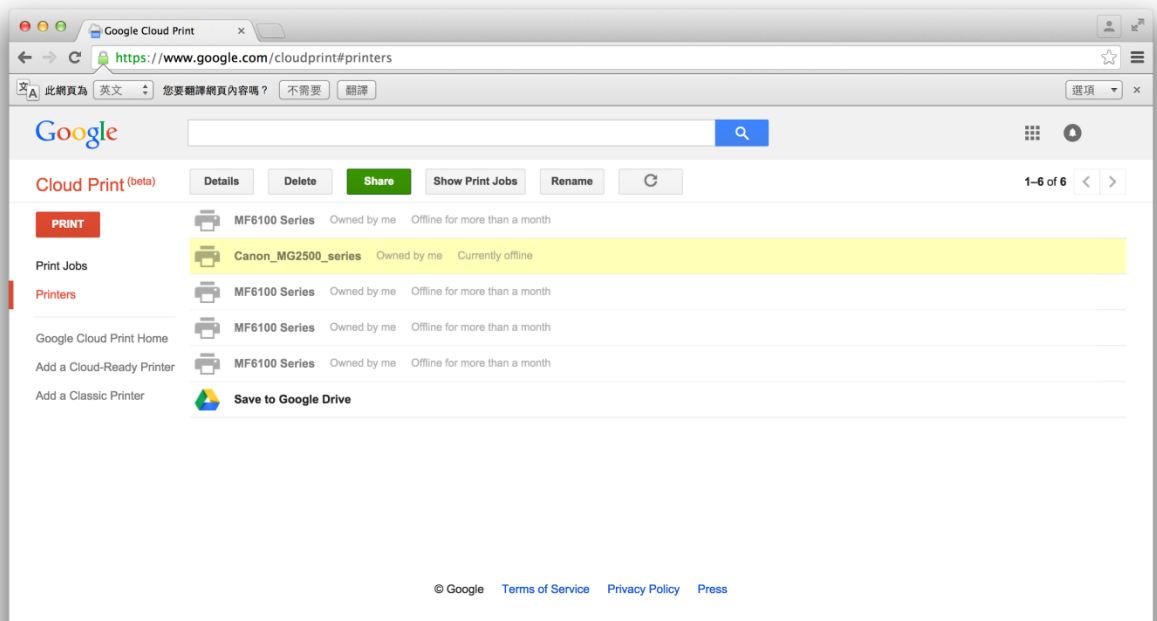 Google Cloud Print
https://www.google.com/cloudprint#printers
此網頁為 英文 您要翻譯網頁內容嗎？ 不需要 翻譯 選項
Google
Cloud Print (beta) Details Delete Share Show Print Jobs Rename 1–6 of 6
PRINT
MF6100 Series Owned by me Offline for more than a month
Canon_MG2500_series Owned by me Currently offline
Print Jobs
MF6100 Series Owned by me Offline for more than a month
Printers
MF6100 Series Owned by me Offline for more than a month
Google Cloud Print Home
MF6100 Series Owned by me Offline for more than a month
Add a Cloud-Ready Printer
Add a Classic Printer
Save to Google Drive
© Google Terms of Service Privacy Policy Press